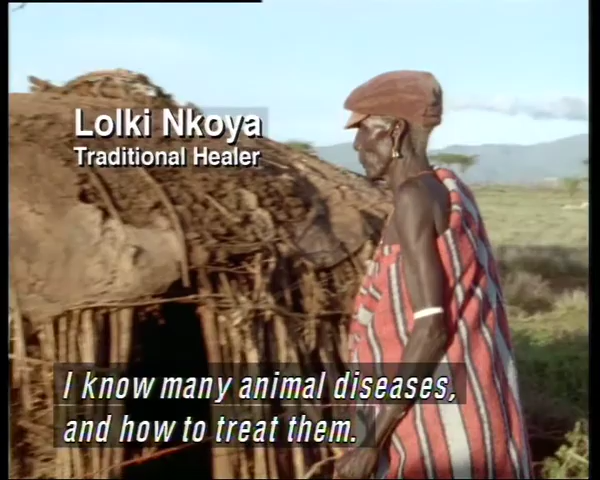 Lolki Nkoya
Traditional Healer
I know many animal diseases,
and how to treat them.